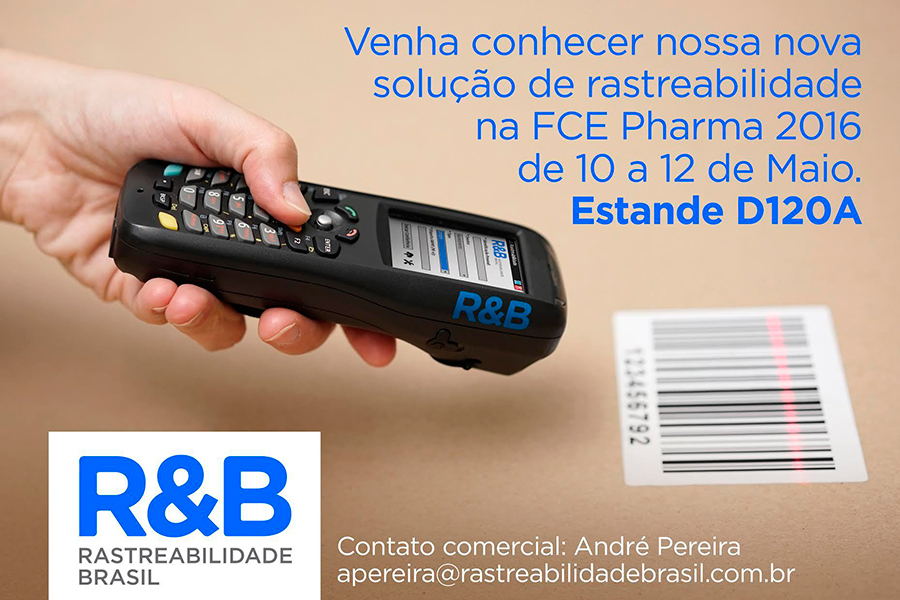 Venha conhecer nossa nova
solução de rastreabilidade
na FCE Pharma 2016
de 10 a 12 de Maio.
Estande D120A
R&B
R&B
123456792
R&B
RASTREABILIDADE
BRASIL
Contato comercial: André Pereira
apereira@rastreabilidadebrasil.com.br